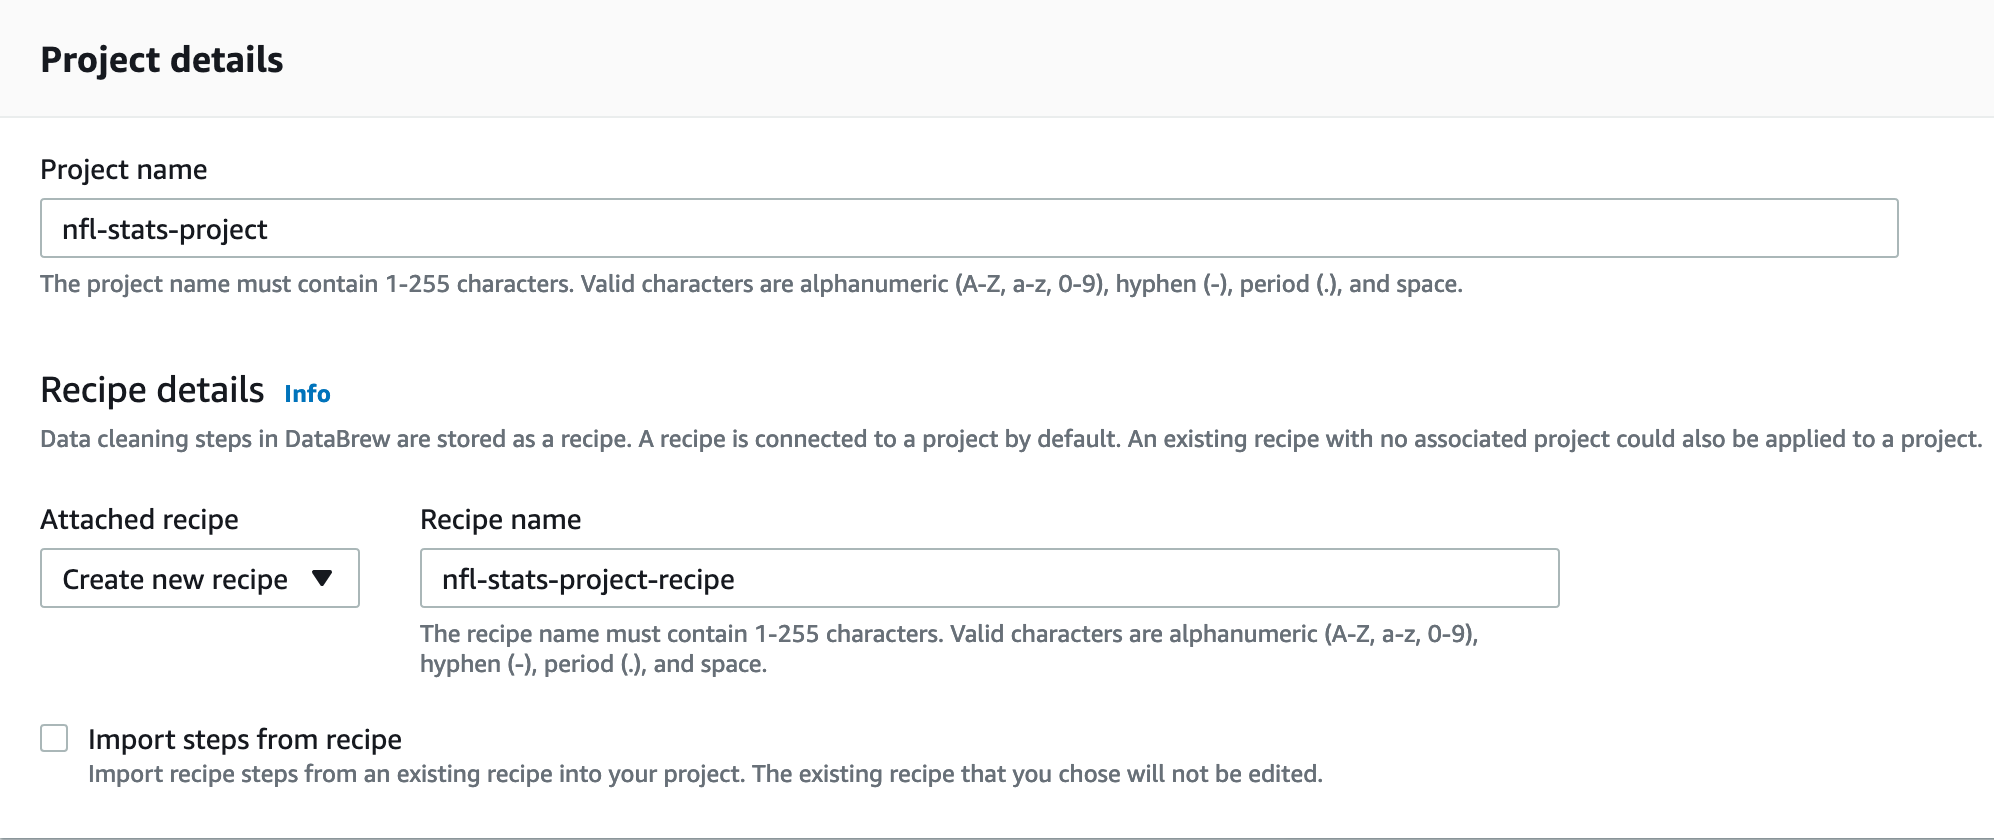 Project details
Project name
nfl-stats-project
The project name must contain 1-255 characters. Valid characters are alphanumeric (A-Z, a-z, 0-9), hyphen (-), period (.), and space.
Recipe details Info
Data cleaning steps in DataBrew are stored as a recipe. A recipe is connected to a project by default. An existing recipe with no associated project could also be applied to a project.
Attached recipe
Create new recipe
Recipe name
nfl-stats-project-recipe
The recipe name must contain 1-255 characters. Valid characters are alphanumeric (A-Z, a-z, 0-9),
hyphen (-), period (.), and space.
Import steps from recipe
Import recipe steps from an existing recipe into your project. The existing recipe that you chose will not be edited.